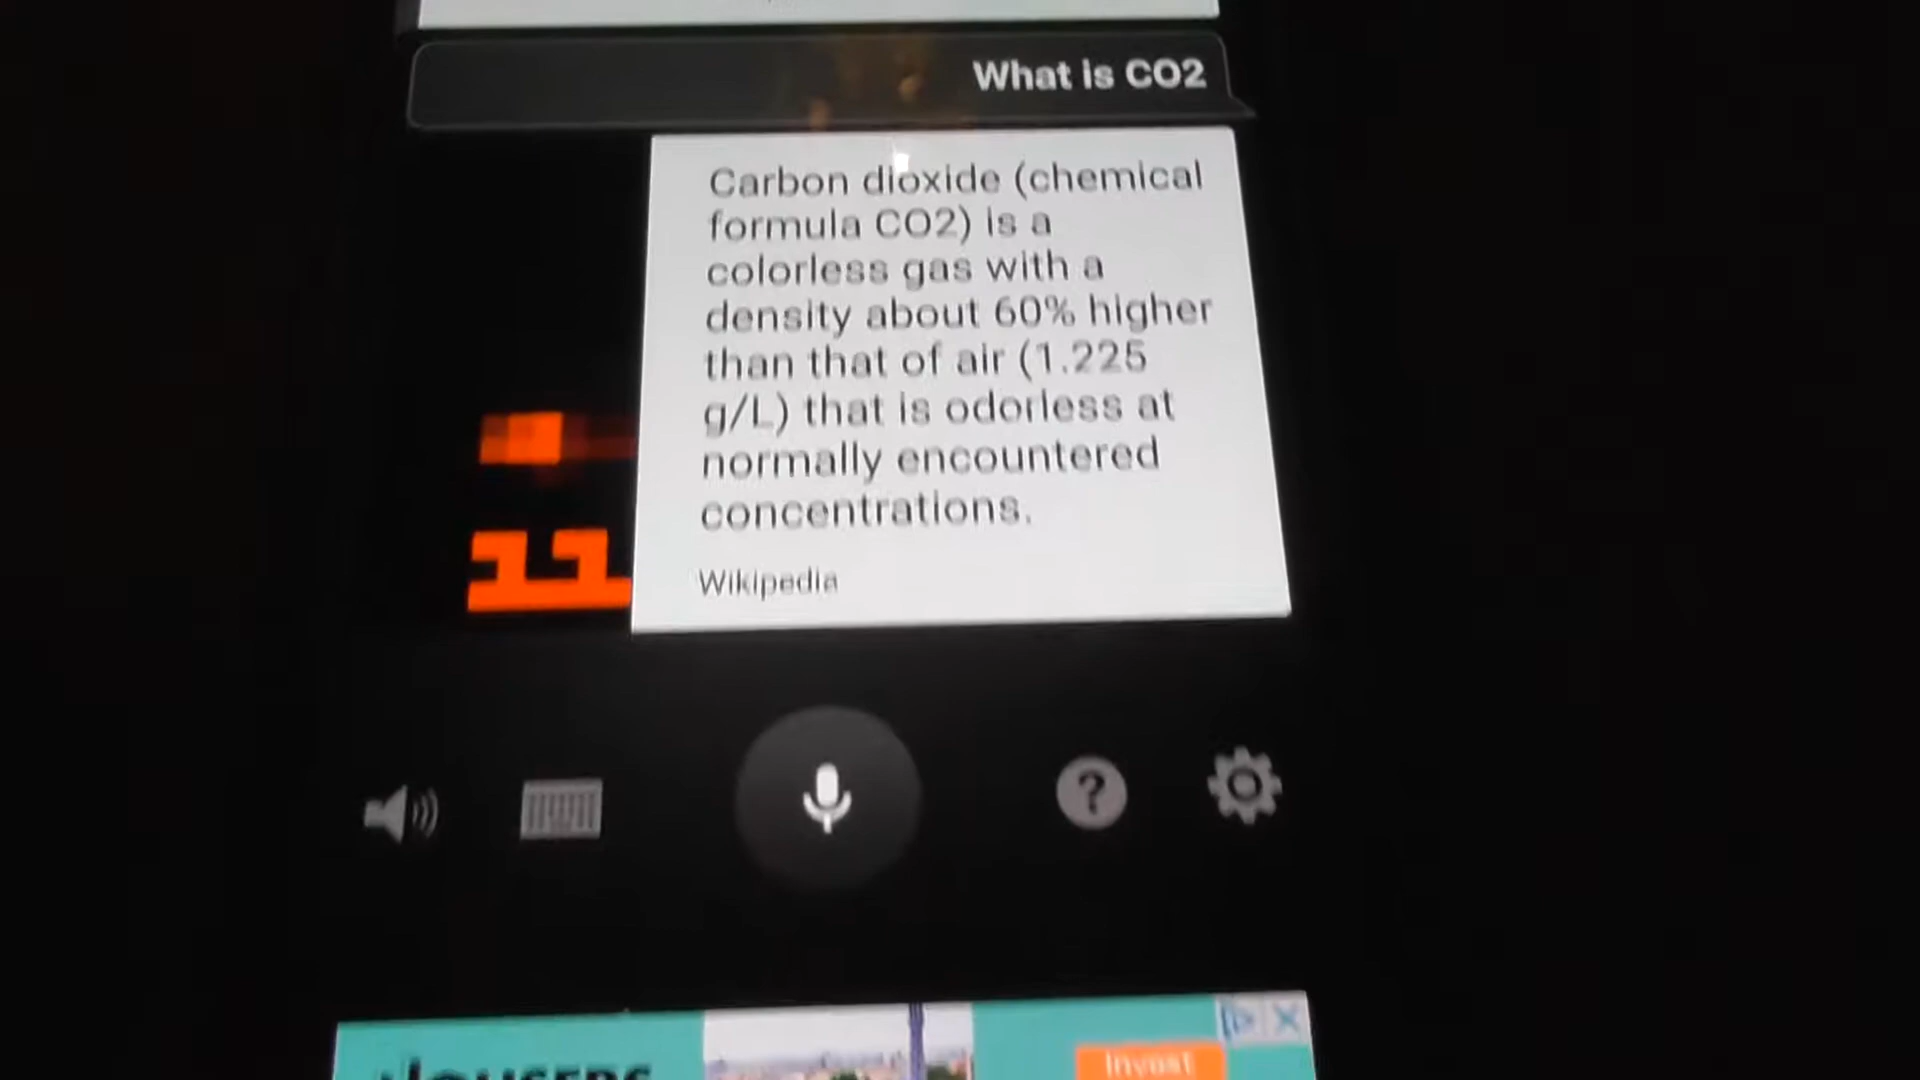 What is CO2
Carbon dioxide (chemical
formula CO2) is a
colorless gas with a
density about 60% higher
than that of air (1.225
g/L) that is odorless at
normally encountered
concentrations.
Wikipedia
Invest